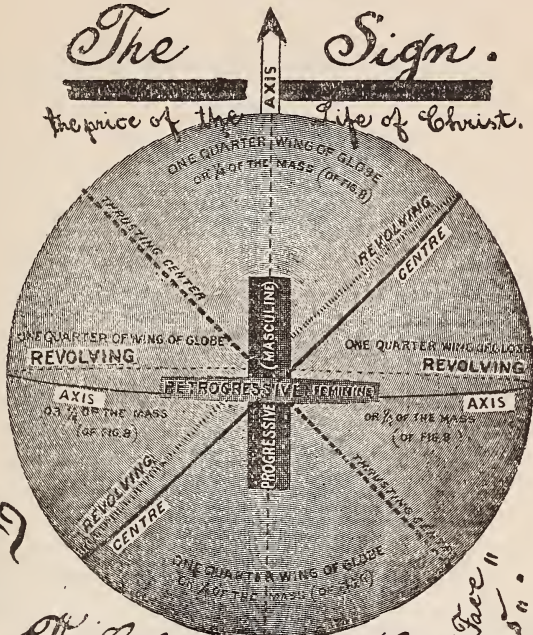 The Sign.
AXIS
the price of the Life of Christ.
ONE QUARTER WING OF GLOBE
OR ¼ OF THE MASS (OF FIG. 8)
THRUSTING CENTER
REVOLVING
CENTRE
(MASCULINE)
ONE QUARTER OF WING OF GLOBE
REVOLVING
ONE QUARTER WING OF GLOBE
REVOLVING
RETROGRESSIVE FEMININE
AXIS
OR ¼ OF THE MASS
(OF FIG. 8)
AXIS
OR ¼ OF THE MASS
(OF FIG. 8)
PROGRESSIVE
REVOLVING
CENTRE
THRUSTING
ONE QUARTER WING OF GLOBE
OR ¼ OF THE MASS (OF FIG. 8)
Face"